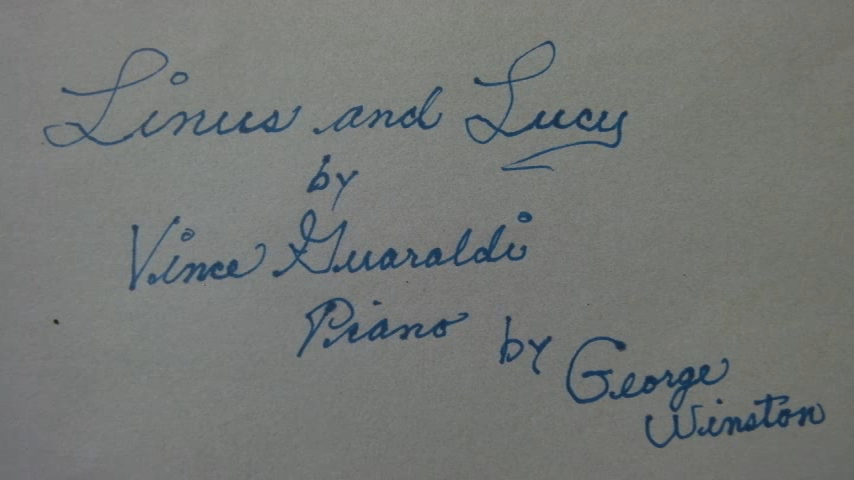 Linus and Lucy
by
Vince Guaraldi
Piano by George
Winston